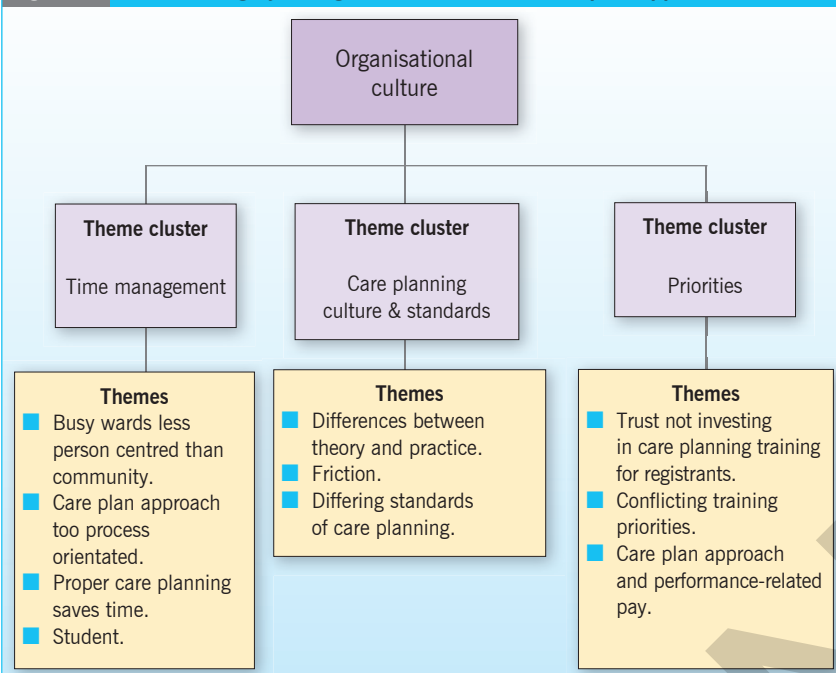 Organisational
culture
Theme cluster
Time management
Theme cluster
Care planning
culture & standards
Theme cluster
Priorities
Themes
Busy wards less
person centred than
community.
Care plan approach
too process
orientated.
Proper care planning
saves time.
Student.
Themes
Differences between
theory and practice.
Friction.
Differing standards
of care planning.
Themes
Trust not investing
in care planning training
for registrants.
Conflicting training
priorities.
Care plan approach
and performance-related
pay.